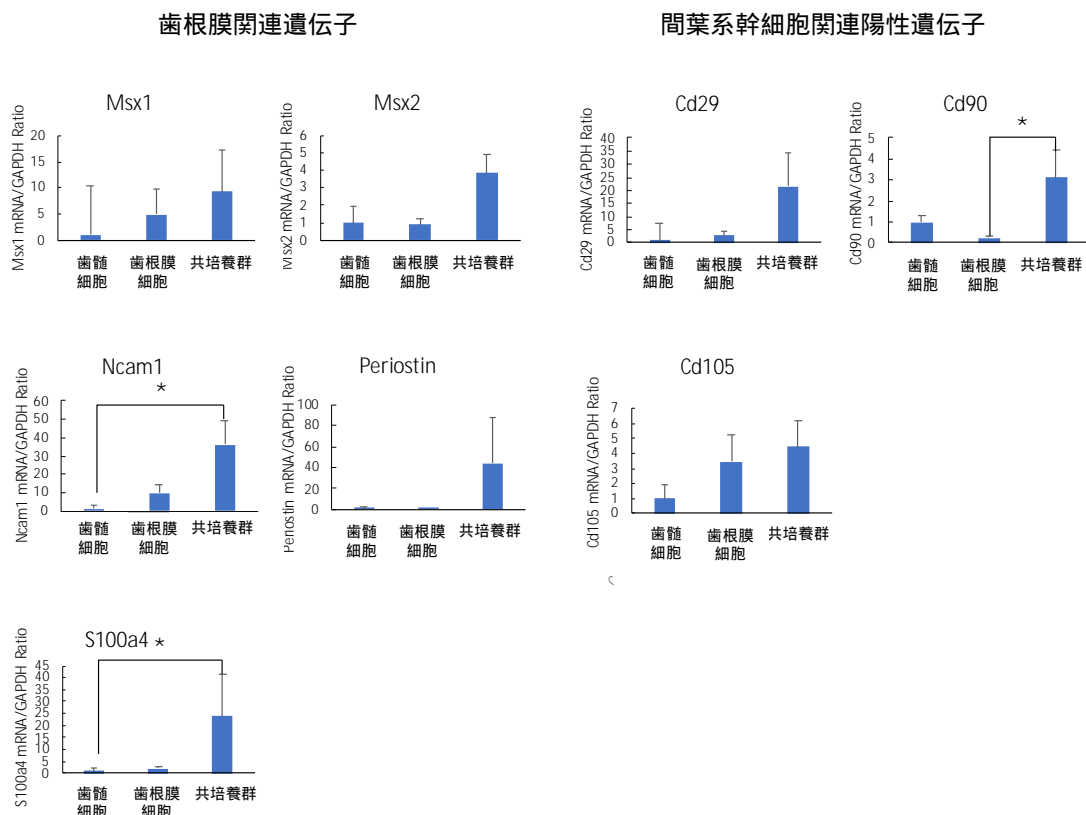 歯根膜関連遺伝子
間葉系幹細胞関連陽性遺伝子
Msx1
Msx1 mRNA/GAPDH Ratio
20
15
10
5
0
歯髄
細胞
歯根膜
細胞
共培養群
Msx2
Msx2 mRNA/GAPDH Ratio
6
5
4
3
2
1
0
歯髄
細胞
歯根膜
細胞
共培養群
Cd29
Cd29 mRNA/GAPDH Ratio
40
35
30
25
20
15
10
5
0
歯髄
細胞
歯根膜
細胞
共培養群
Cd90
*
Cd90 mRNA/GAPDH Ratio
5
4
3
2
1
0
歯髄
細胞
歯根膜
細胞
共培養群
Ncam1
*
Ncam1 mRNA/GAPDH Ratio
60
50
40
30
20
10
0
歯髄
細胞
歯根膜
細胞
共培養群
Periostin
Periostin mRNA/GAPDH Ratio
100
80
60
40
20
0
歯髄
細胞
歯根膜
細胞
共培養群
Cd105
Cd105 mRNA/GAPDH Ratio
7
6
5
4
3
2
1
0
歯髄
細胞
歯根膜
細胞
共培養群
S100a4 *
S100a4 mRNA/GAPDH Ratio
45
40
35
30
25
20
15
10
5
0
歯髄
細胞
歯根膜
細胞
共培養群